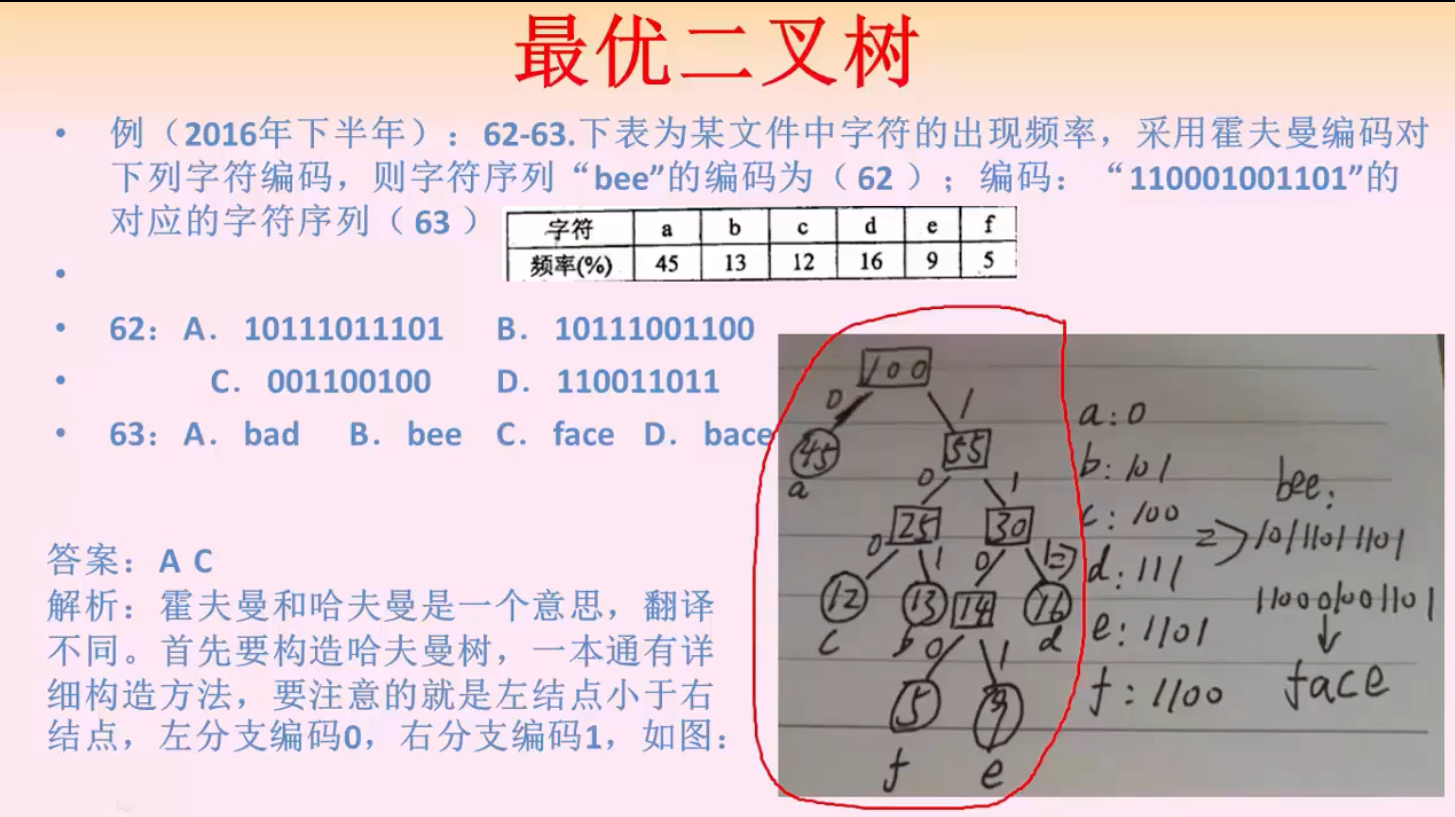 最优二叉树
• 例（2016年下半年）：62-63.下表为某文件中字符的出现频率，采用霍夫曼编码对
下列字符编码，则字符序列“bee”的编码为（ 62 ）；编码：“110001001101”的
对应的字符序列（ 63 ）
字符 a b c d e f
频率(%) 45 13 12 16 9 5
•
• 62： A． 10111011101 B． 10111001100
• C． 001100100 D． 110011011
• 63： A． bad B． bee C． face D． bace
答案：A C
解析：霍夫曼和哈夫曼是一个意思，翻译
不同。首先要构造哈夫曼树，一本通有详
细构造方法，要注意的就是左结点小于右
结点，左分支编码0，右分支编码1，如图：
100
0 1
45 55
a
0 1
25 30
0 1 0 1
12 13 14 16
c b d
0 1
5 9
f e
a:0
b:101
c:100
d:111
e:1101
f:1100
=>
bee:
10111011101
110001001101
↓
face